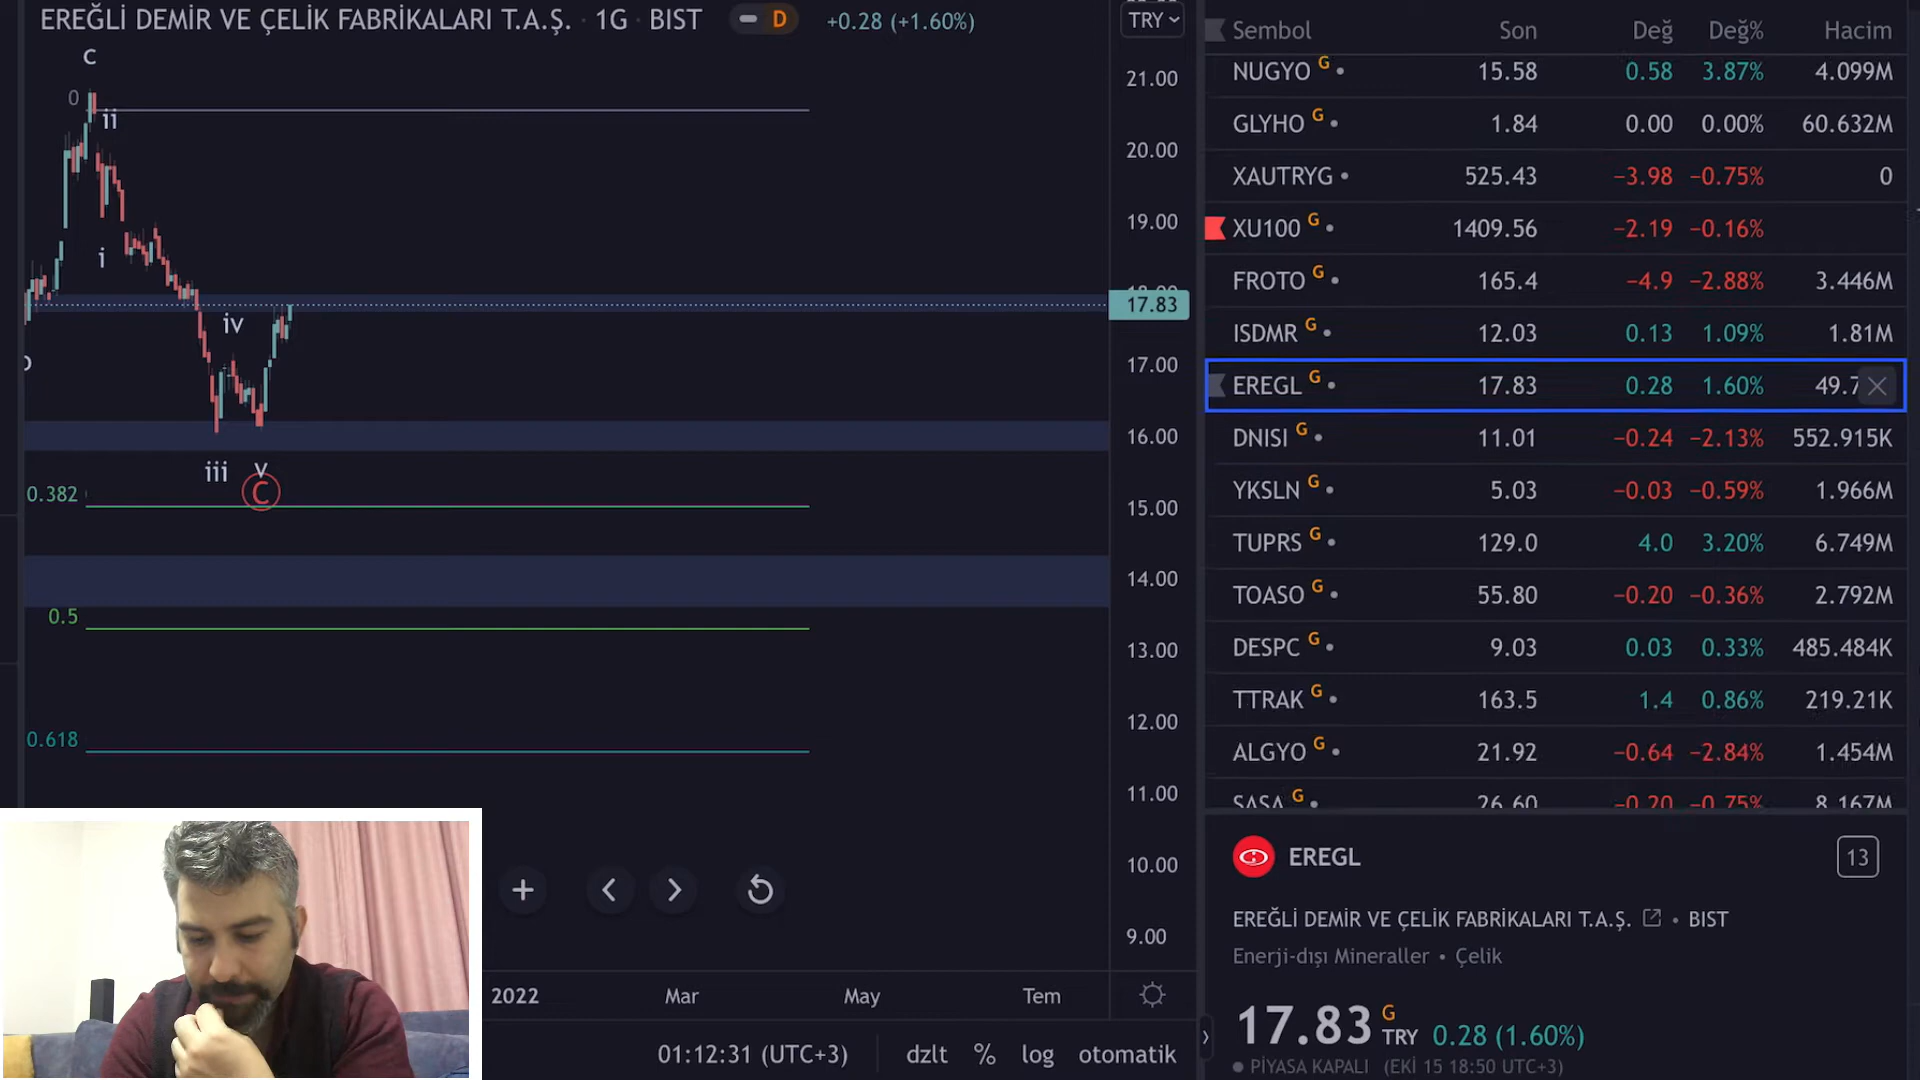 EREĞLİ DEMİR VE ÇELİK FABRİKALARI T.A.Ş. · 1G · BIST D +0.28 (+1.60%)
TRY
c
0
ii
i
iv
iii v
C
0.382
0.5
0.618
21.00
20.00
19.00
17.83
17.00
16.00
15.00
14.00
13.00
12.00
11.00
10.00
9.00
2022 Mar May Tem
01:12:31 (UTC+3) dzlt % log otomatik
Sembol Son Değ Değ% Hacim
NUGYO G 15.58 0.58 3.87% 4.099M
GLYHO G 1.84 0.00 0.00% 60.632M
XAUTRYG 525.43 −3.98 −0.75% 0
XU100 G 1409.56 −2.19 −0.16%
FROTO G 165.4 −4.9 −2.88% 3.446M
ISDMR G 12.03 0.13 1.09% 1.81M
EREGL G 17.83 0.28 1.60% 49.7
DNISI G 11.01 −0.24 −2.13% 552.915K
YKSLN G 5.03 −0.03 −0.59% 1.966M
TUPRS G 129.0 4.0 3.20% 6.749M
TOASO G 55.80 −0.20 −0.36% 2.792M
DESPC G 9.03 0.03 0.33% 485.484K
TTRAK G 163.5 1.4 0.86% 219.21K
ALGYO G 21.92 −0.64 −2.84% 1.454M
SASA G 26.60 −0.20 −0.75% 8.167M
EREGL 13
EREĞLİ DEMİR VE ÇELİK FABRİKALARI T.A.Ş. • BIST
Enerji-dışı Mineraller • Çelik
17.83 G TRY 0.28 (1.60%)
PİYASA KAPALI (EKİ 15 18:50 UTC+3)